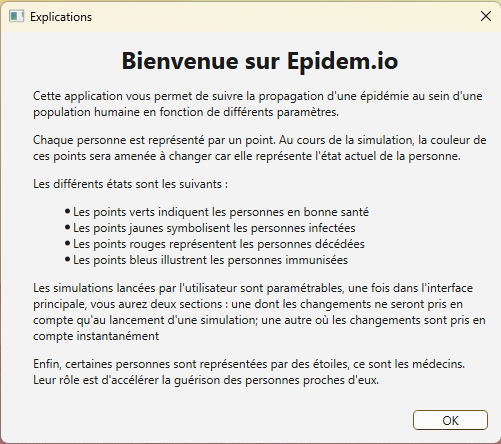 Explications
Bienvenue sur Epidem.io
Cette application vous permet de suivre la propagation d'une épidémie au sein d'une
population humaine en fonction de différents paramètres.
Chaque personne est représenté par un point. Au cours de la simulation, la couleur de
ces points sera amenée à changer car elle représente l'état actuel de la personne.
Les différents états sont les suivants :
• Les points verts indiquent les personnes en bonne santé
• Les points jaunes symbolisent les personnes infectées
• Les points rouges représentent les personnes décédées
• Les points bleus illustrent les personnes immunisées
Les simulations lancées par l'utilisateur sont paramétrables, une fois dans l'interface
principale, vous aurez deux sections : une dont les changements ne seront pris en
compte qu'au lancement d'une simulation; une autre où les changements sont pris en
compte instantanément
Enfin, certaines personnes sont représentées par des étoiles, ce sont les médecins.
Leur rôle est d'accélérer la guérison des personnes proches d'eux.
OK